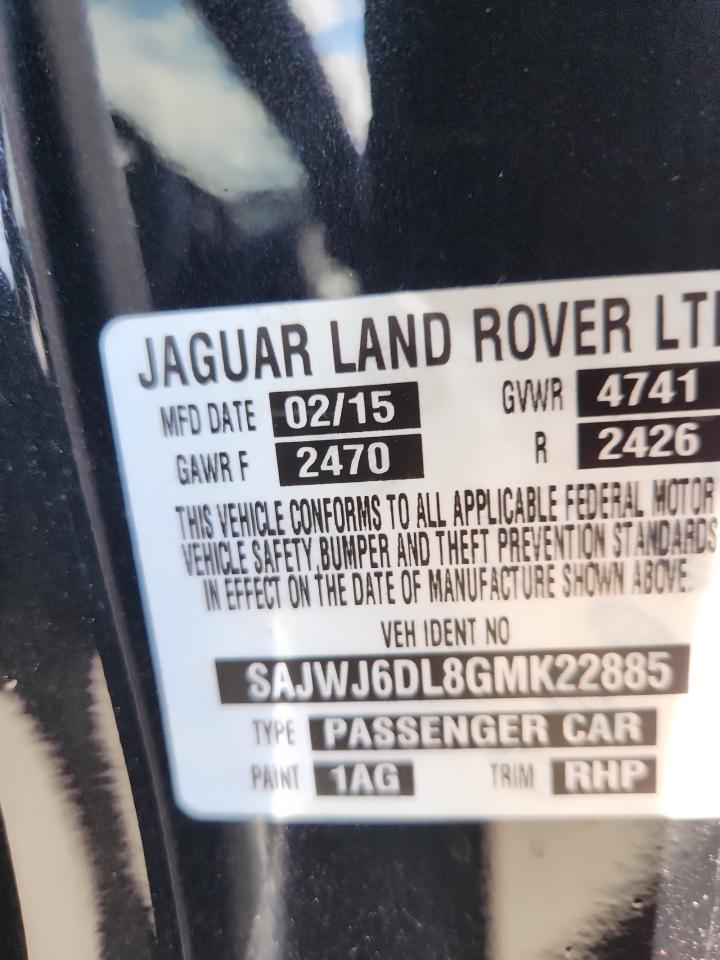 JAGUAR LAND ROVER LT
MFD DATE 02/15 GVWR 4741
GAWR F 2470 R 2426
THIS VEHICLE CONFORMS TO ALL APPLICABLE FEDERAL MOTOR
VEHICLE SAFETY,BUMPER AND THEFT PREVENTION STANDARDS
IN EFFECT ON THE DATE OF MANUFACTURE SHOWN ABOVE.
VEH IDENT NO
SAJWJ6DL8GMK22885
TYPE PASSENGER CAR
PAINT 1AG TRIM RHP